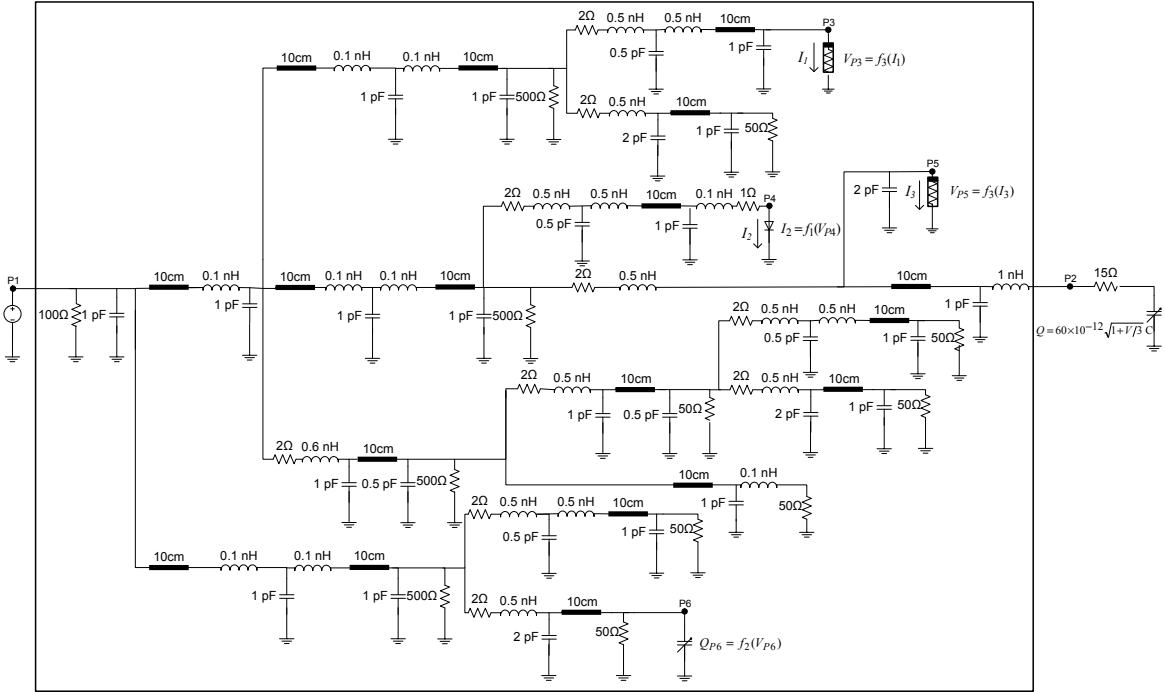 2Ω 0.5 nH 0.5 nH 10cm P3
0.5 pF 1 pF I1 VP3 = f3(I1)
10cm 0.1 nH 0.1 nH 10cm
1 pF 1 pF 500Ω
2Ω 0.5 nH 10cm
2 pF 1 pF 50Ω
P5
2 pF I3 VP5 = f3(I3)
2Ω 0.5 nH 0.5 nH 10cm 0.1 nH 1Ω P4
0.5 pF 1 pF I2 I2 = f1(VP4)
P1 10cm 0.1 nH 10cm 0.1 nH 0.1 nH 10cm 2Ω 0.5 nH 10cm 1 nH P2 15Ω
100Ω 1 pF 1 pF 1 pF 1 pF 500Ω 1 pF
Q = 60×10−12 √1+V/3 C
2Ω 0.5 nH 0.5 nH 10cm
0.5 pF 1 pF 50Ω
2Ω 0.5 nH 10cm 2Ω 0.5 nH 10cm
1 pF 0.5 pF 50Ω 2 pF 1 pF 50Ω
2Ω 0.6 nH 10cm
1 pF 0.5 pF 500Ω
10cm 0.1 nH
1 pF 50Ω
2Ω 0.5 nH 0.5 nH 10cm
0.5 pF 1 pF 50Ω
10cm 0.1 nH 0.1 nH 10cm
1 pF 1 pF 500Ω
2Ω 0.5 nH 10cm P6
2 pF 50Ω QP6 = f2(VP6)